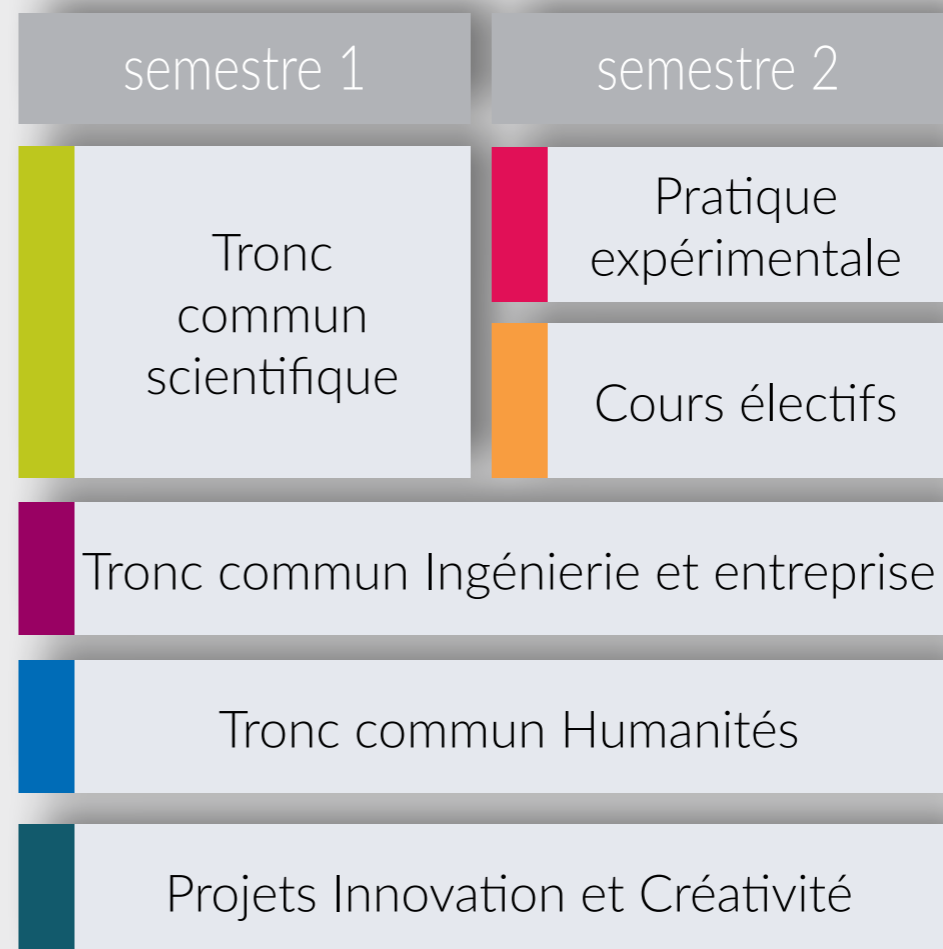 semestre 1
semestre 2
Tronc
commun
scientifique
Pratique
expérimentale
Cours électifs
Tronc commun Ingénierie et entreprise
Tronc commun Humanités
Projets Innovation et Créativité